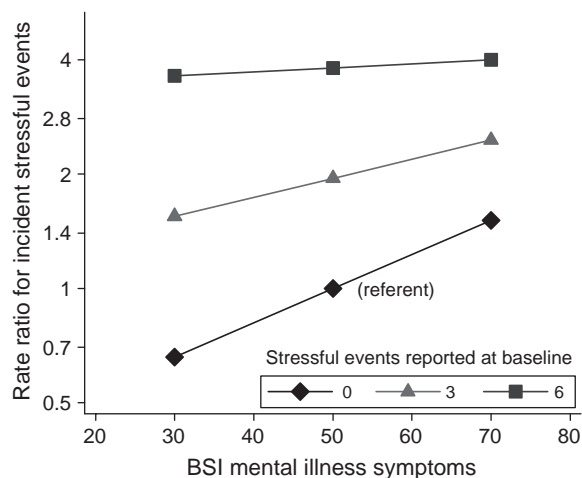 Rate ratio for incident stressful events
4
2.8
2
1.4
1
0.7
0.5
(referent)
Stressful events reported at baseline
0 3 6
20 30 40 50 60 70 80
BSI mental illness symptoms